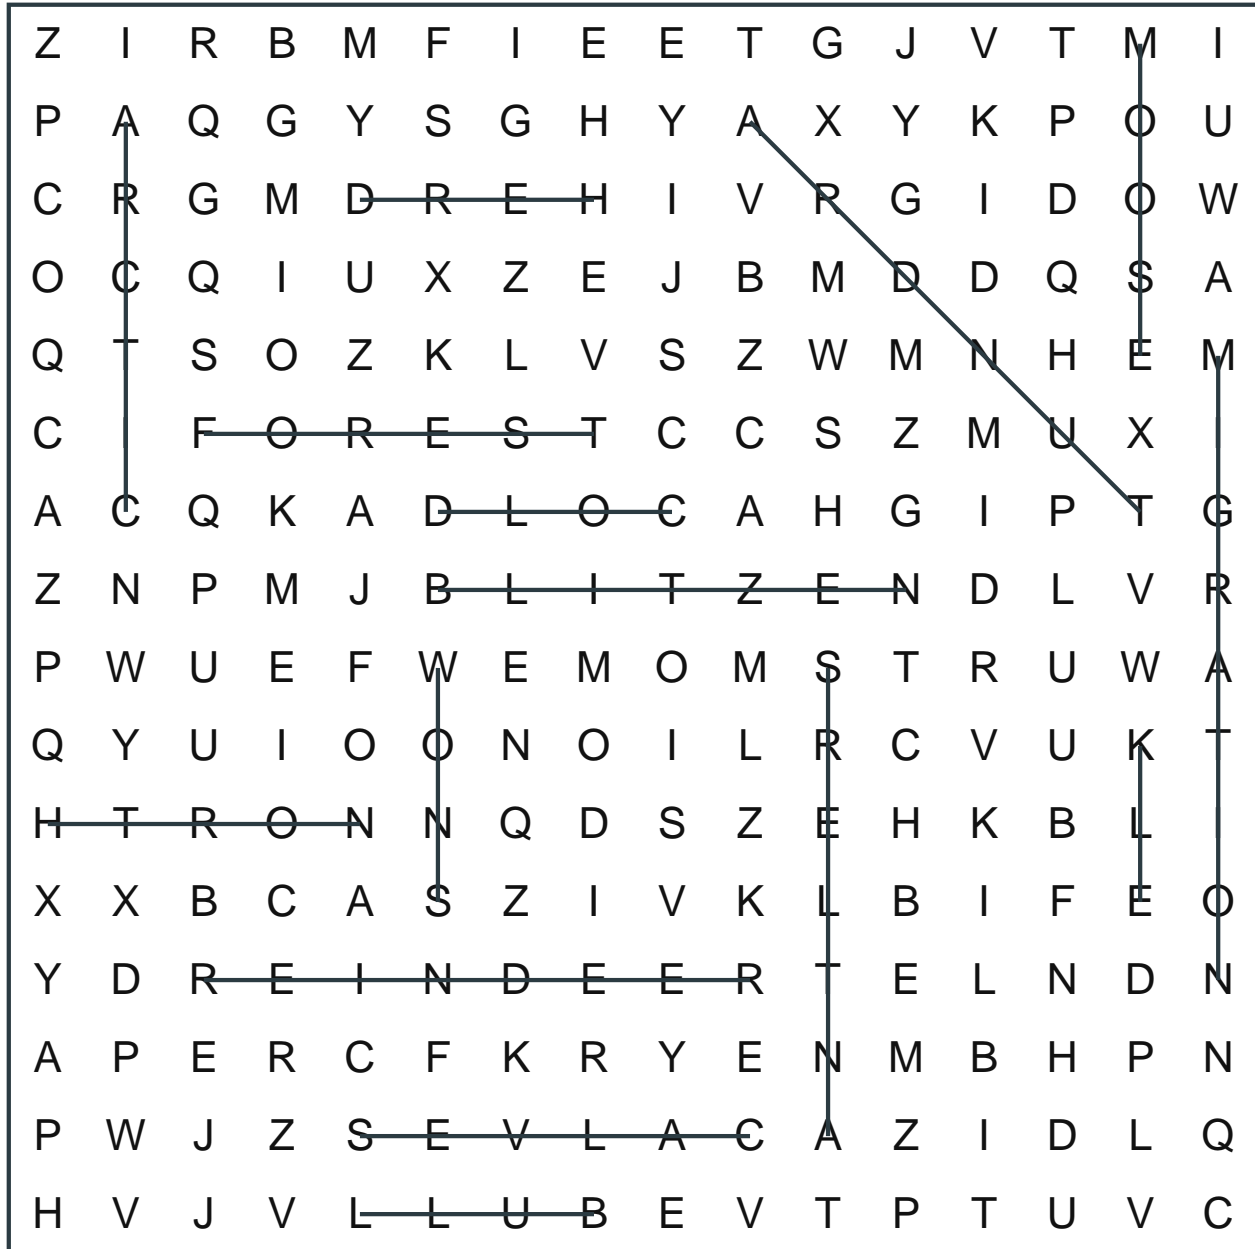 Z I R B M F I E E T G J V T M I
P A Q G Y S G H Y A X Y K P O U
C R G M D R E H I V R G I D O W
O C Q I U X Z E J B M D D Q S A
Q T S O Z K L V S Z W M N H E M
C I F O R E S T C C S Z M U X I
A C Q K A D L O C A H G I P T G
Z N P M J B L I T Z E N D L V R
P W U E F W E M O M S T R U W A
Q Y U I O O N O I L R C V U K T
H T R O N N Q D S Z E H K B L I
X X B C A S Z I V K L B I F E O
Y D R E I N D E E R T E L N D N
A P E R C F K R Y E N M B H P N
P W J Z S E V L A C A Z I D L Q
H V J V L L U B E V T P T U V C